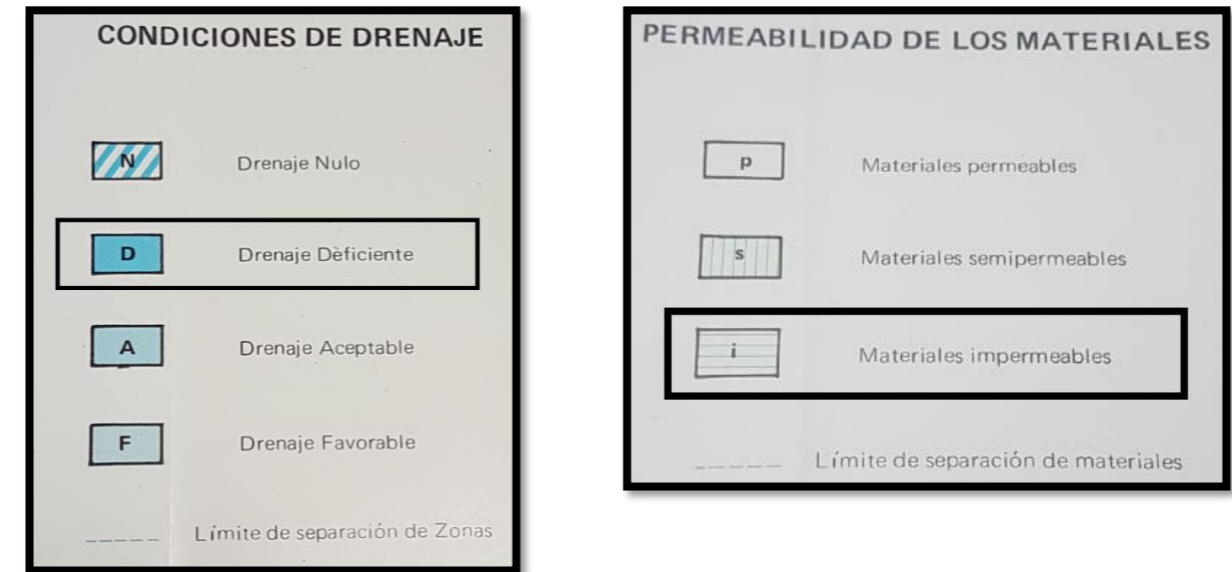 CONDICIONES DE DRENAJE
N Drenaje Nulo
D Drenaje Dèficiente
A Drenaje Aceptable
F Drenaje Favorable
Límite de separación de Zonas
PERMEABILIDAD DE LOS MATERIALES
p Materiales permeables
s Materiales semipermeables
i Materiales impermeables
Límite de separación de materiales